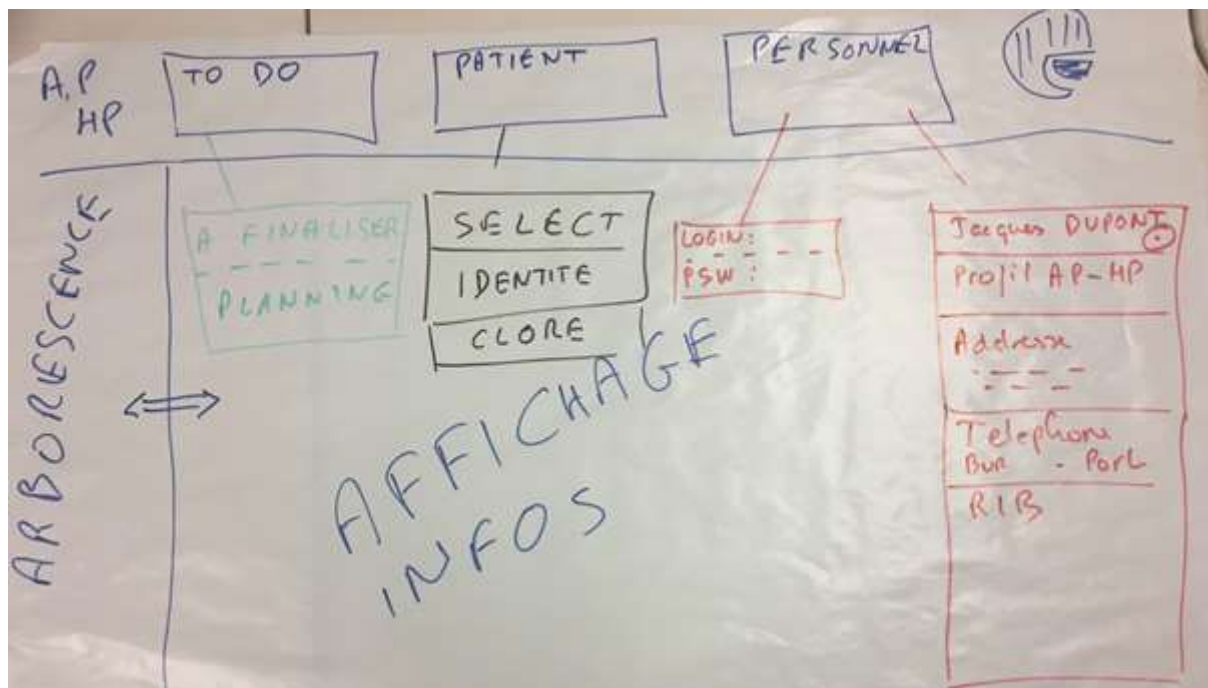 A.P
HP
TO DO
PATIENT
PERSONNEL
ARBORESCENCE
A FINALISER
PLANNING
SELECT
IDENTITE
CLORE
LOGIN:
PSW :
Jacques DUPONT
Profil AP-HP
Addresse
Telephone
Bur - Port
RIB
AFFICHAGE
INFOS